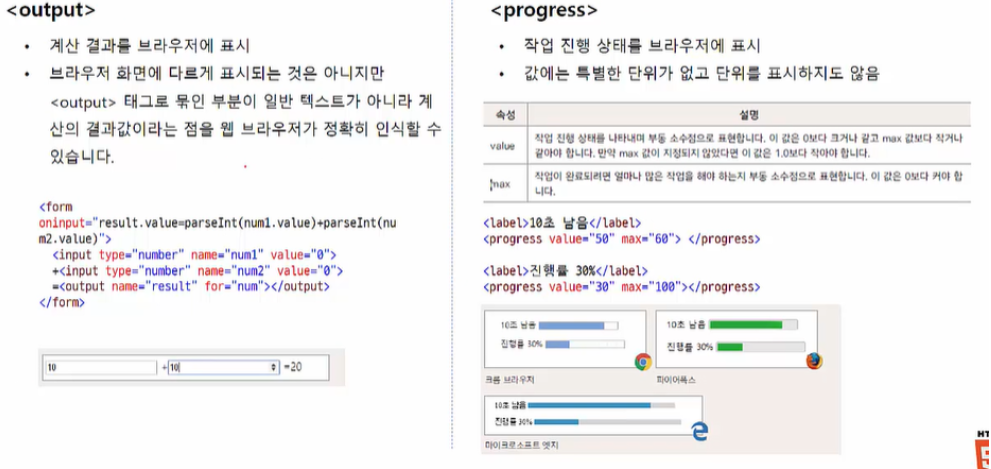 <output>
• 계산 결과를 브라우저에 표시
• 브라우저 화면에 다르게 표시되는 것은 아니지만
<output> 태그로 묶인 부분이 일반 텍스트가 아니라 계
산의 결과값이라는 점을 웹 브라우저가 정확히 인식할 수
있습니다.
<form
oninput="result.value=parseInt(num1.value)+parseInt(nu
m2.value)">
<input type="number" name="num1" value="0">
+<input type="number" name="num2" value="0">
=<output name="result" for="num"></output>
</form>
10 +10 =20
<progress>
• 작업 진행 상태를 브라우저에 표시
• 값에는 특별한 단위가 없고 단위를 표시하지도 않음
속성 설명
value 작업 진행 상태를 나타내며 부동 소수점으로 표현합니다. 이 값은 0보다 크거나 같고 max 값보다 작거나
같아야 합니다. 만약 max 값이 지정되지 않았다면 이 값은 1.0보다 작아야 합니다.
max 작업이 완료되려면 얼마나 많은 작업을 해야 하는지 부동 소수점으로 표현합니다. 이 값은 0보다 커야 합
니다.
<label>10초 남음</label>
<progress value="50" max="60"> </progress>
<label>진행률 30%</label>
<progress value="30" max="100"></progress>
10초 남음
진행률 30%
크롬 브라우저
10초 남음
진행률 30%
파이어폭스
10초 남음
진행률 30%
마이크로소프트 엣지
HT
5